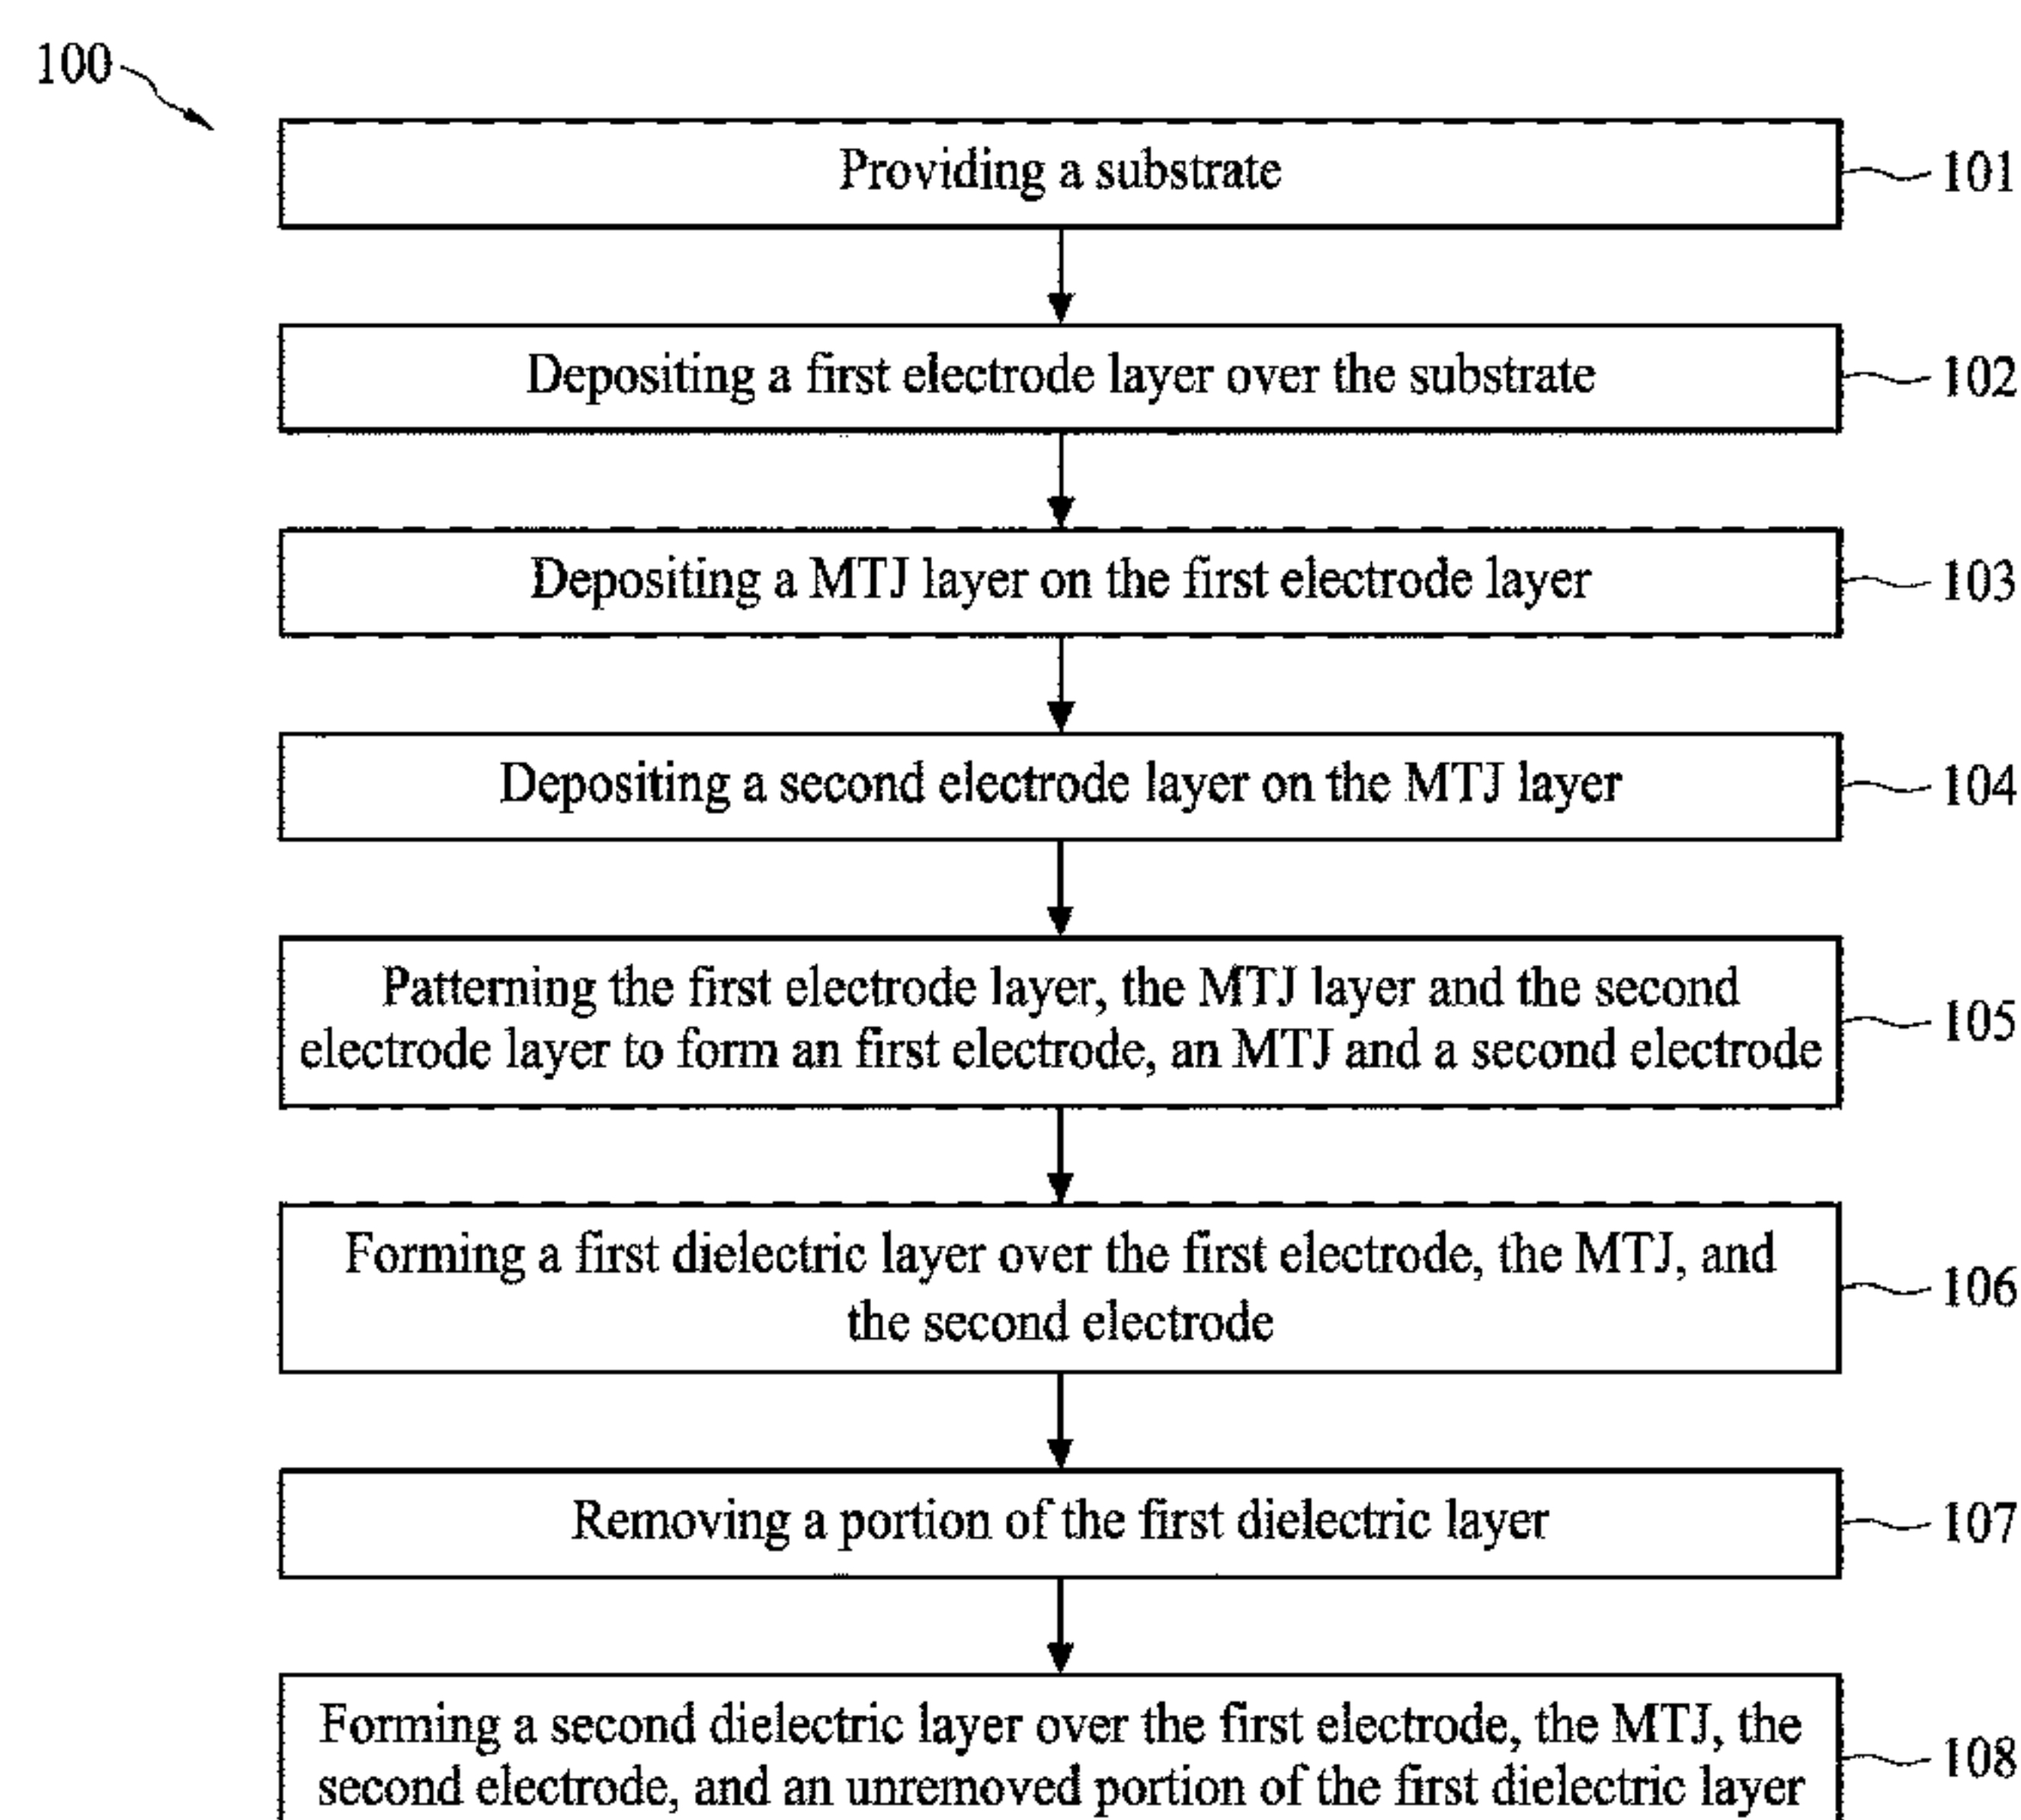 100
Providing a substrate
101
Depositing a first electrode layer over the substrate
102
Depositing a MTJ layer on the first electrode layer
103
Depositing a second electrode layer on the MTJ layer
104
Patterning the first electrode layer, the MTJ layer and the second
electrode layer to form an first electrode, an MTJ and a second electrode
105
Forming a first dielectric layer over the first electrode, the MTJ, and
the second electrode
106
Removing a portion of the first dielectric layer
107
Forming a second dielectric layer over the first electrode, the MTJ, the
second electrode, and an unremoved portion of the first dielectric layer
108